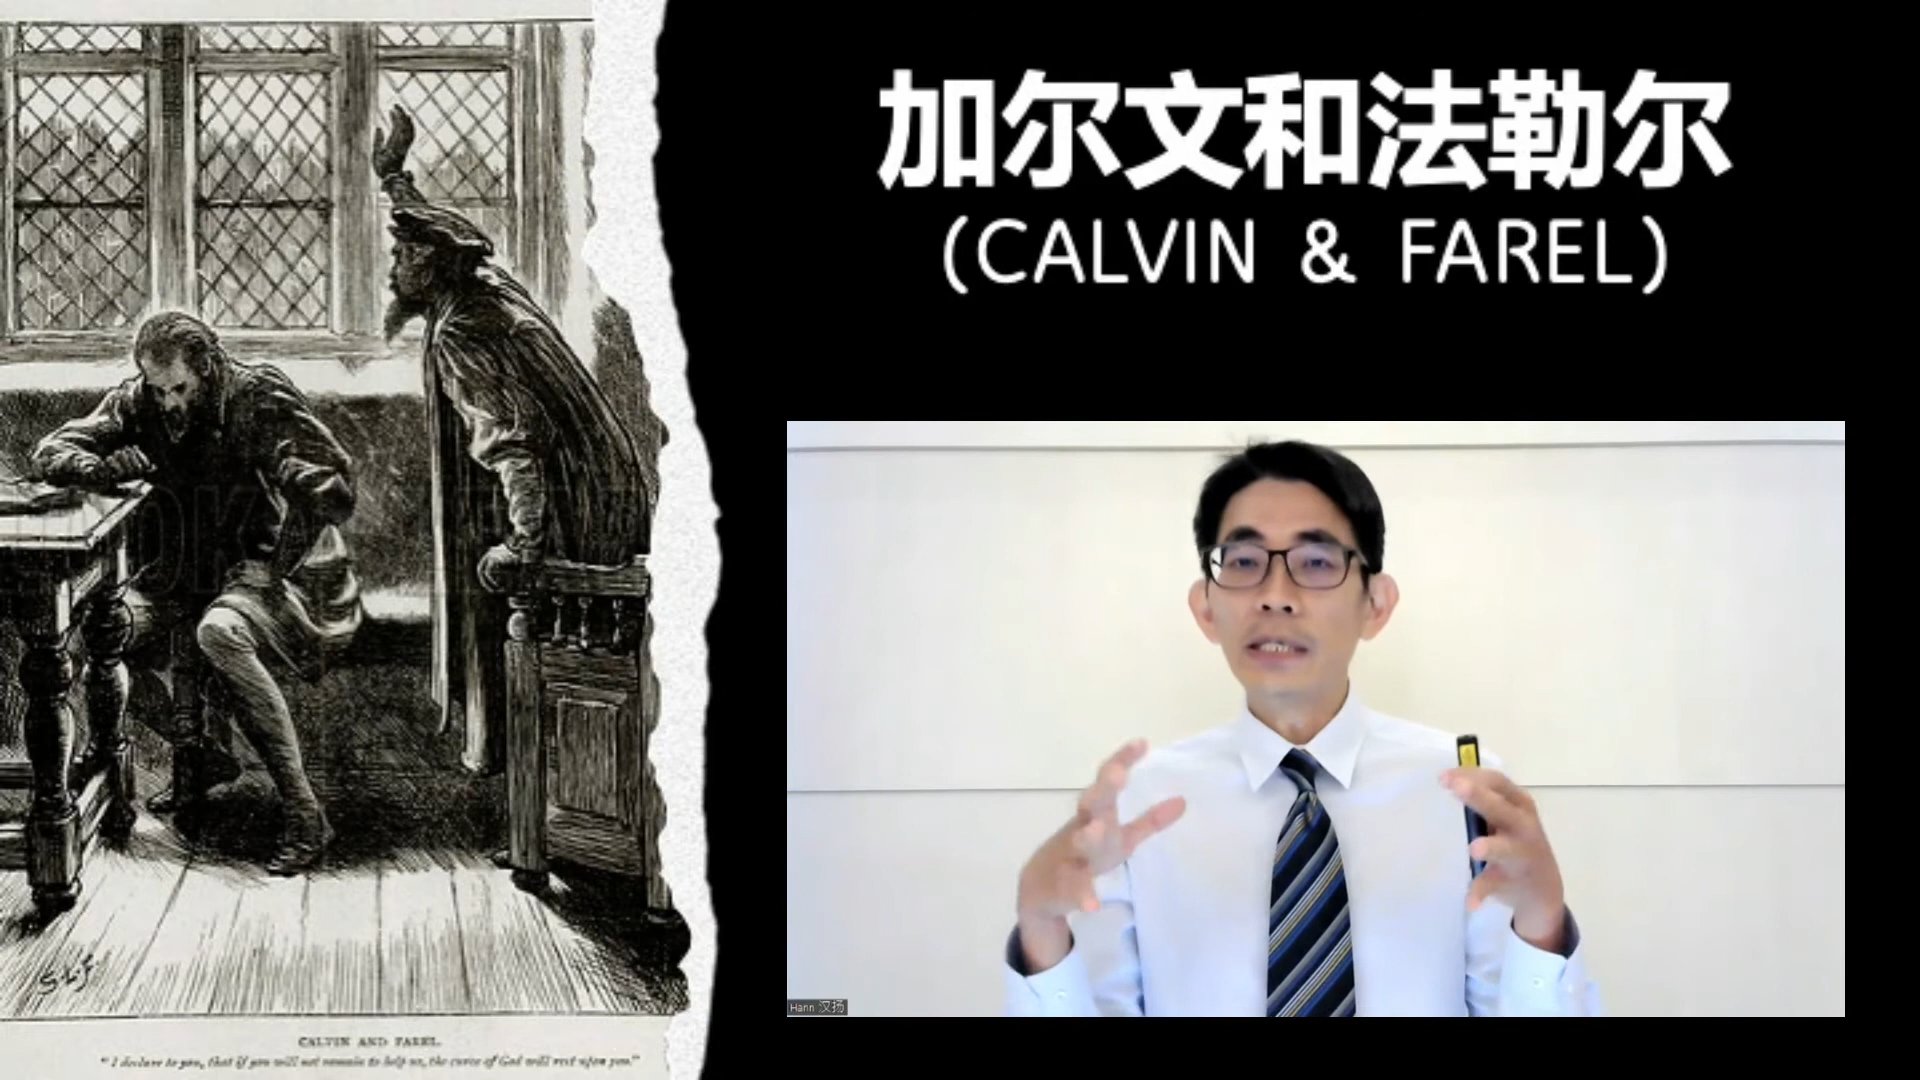 加尔文和法勒尔
(CALVIN & FAREL)
Hann 汉扬
CALVIN AND FAREL.
"I declare to you, that if you will not remain to help us, the curse of God will rest upon you."